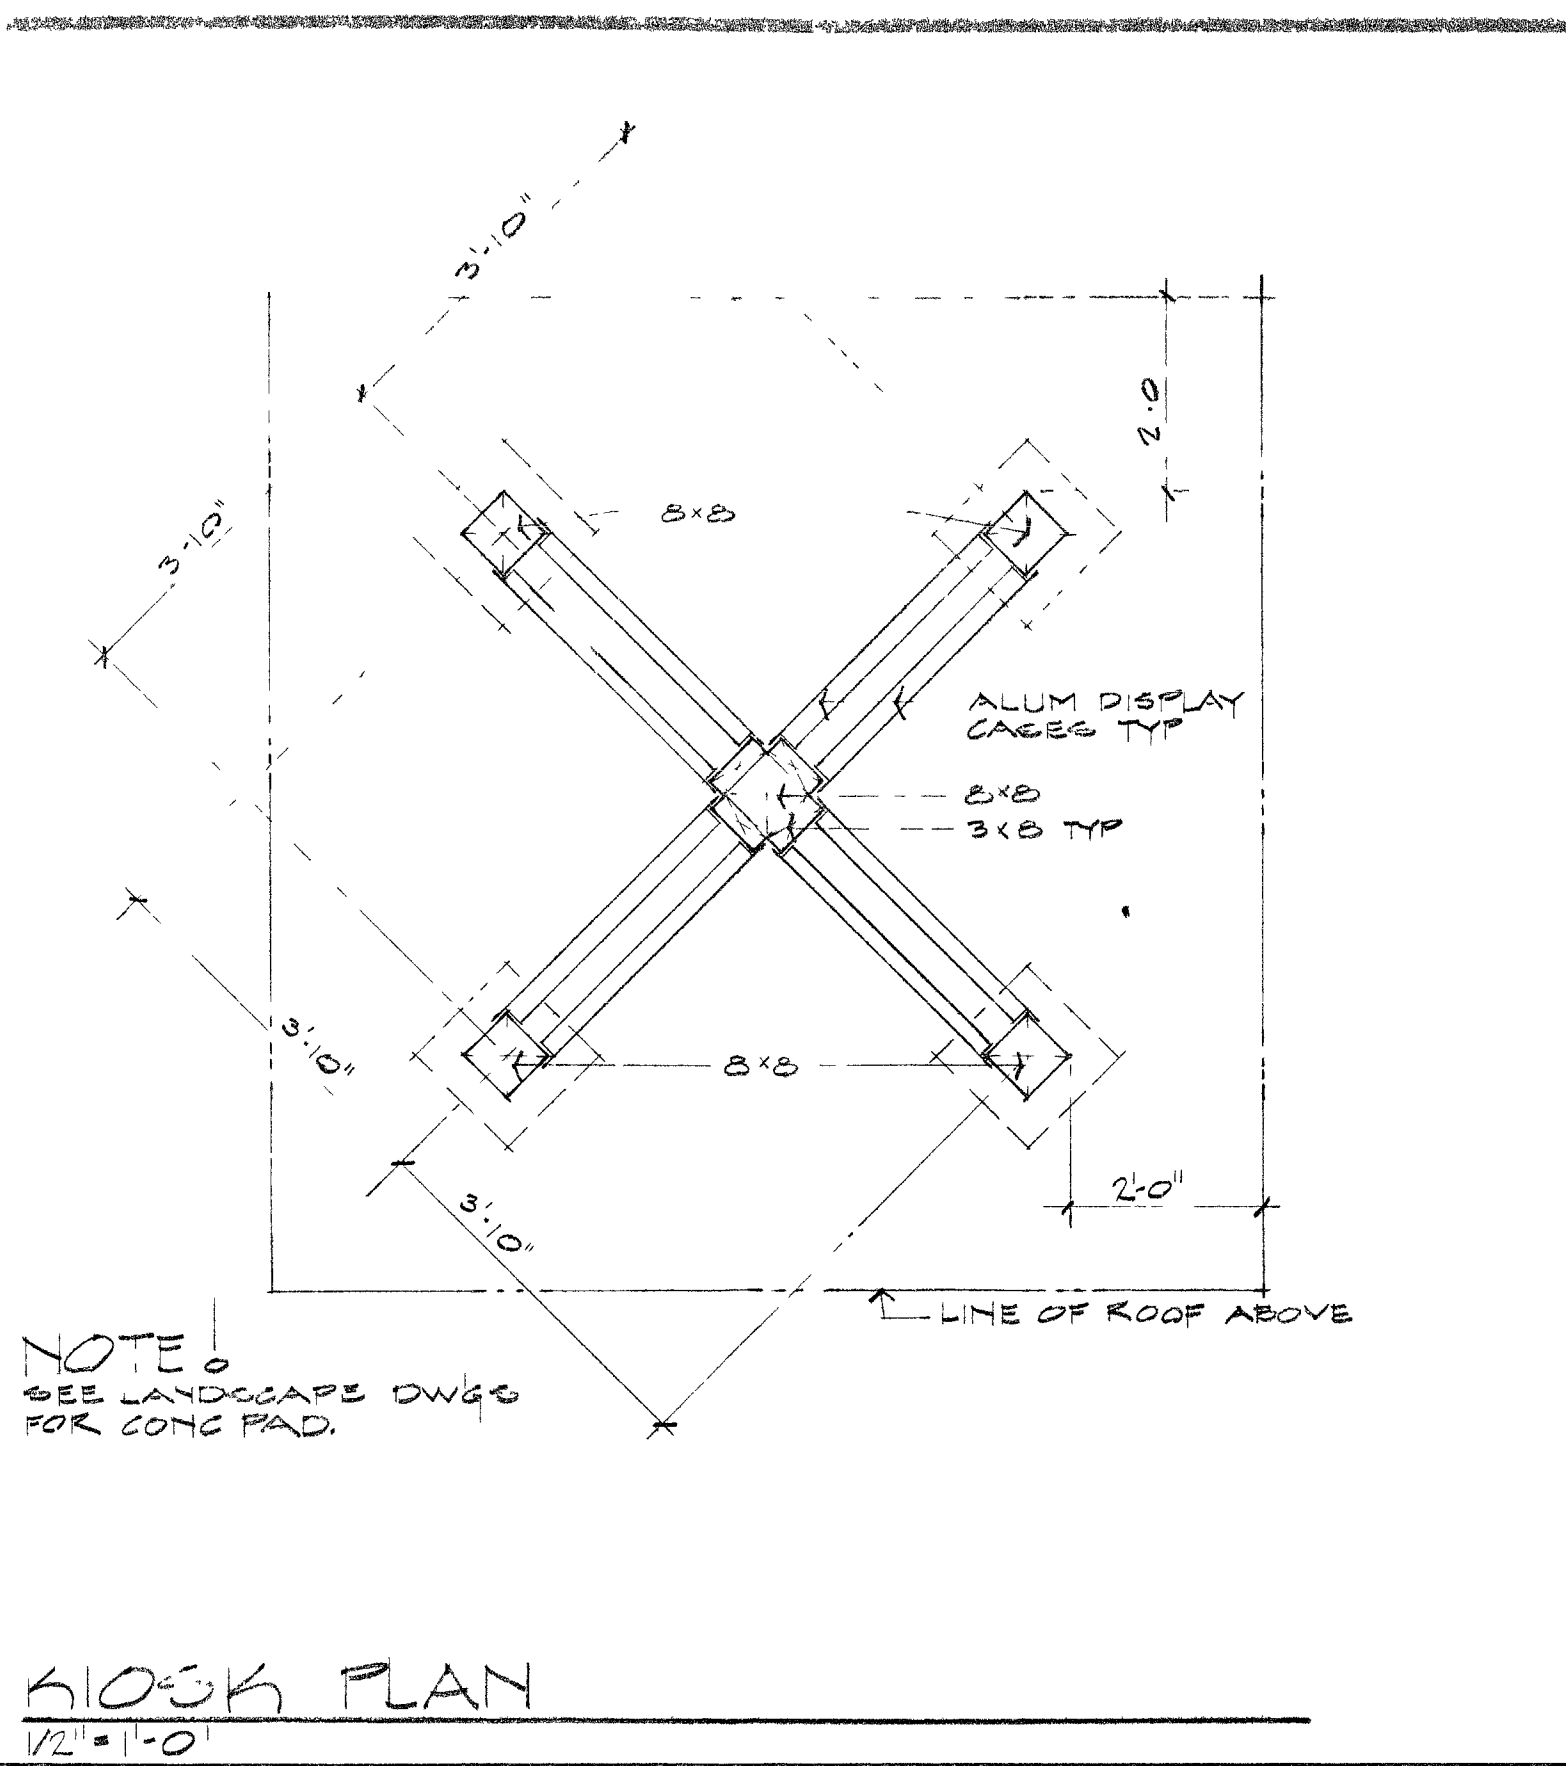 3'-10"
2'-0
3'-10"
8x8
ALUM DISPLAY
CASES TYP
8x8
3x8 TYP
3'-10"
8x8
2'-0"
3'-10"
LINE OF ROOF ABOVE
NOTE!
SEE LANDSCAPE DWGS
FOR CONC PAD.
KIOSK PLAN
1/2"=1'-0'